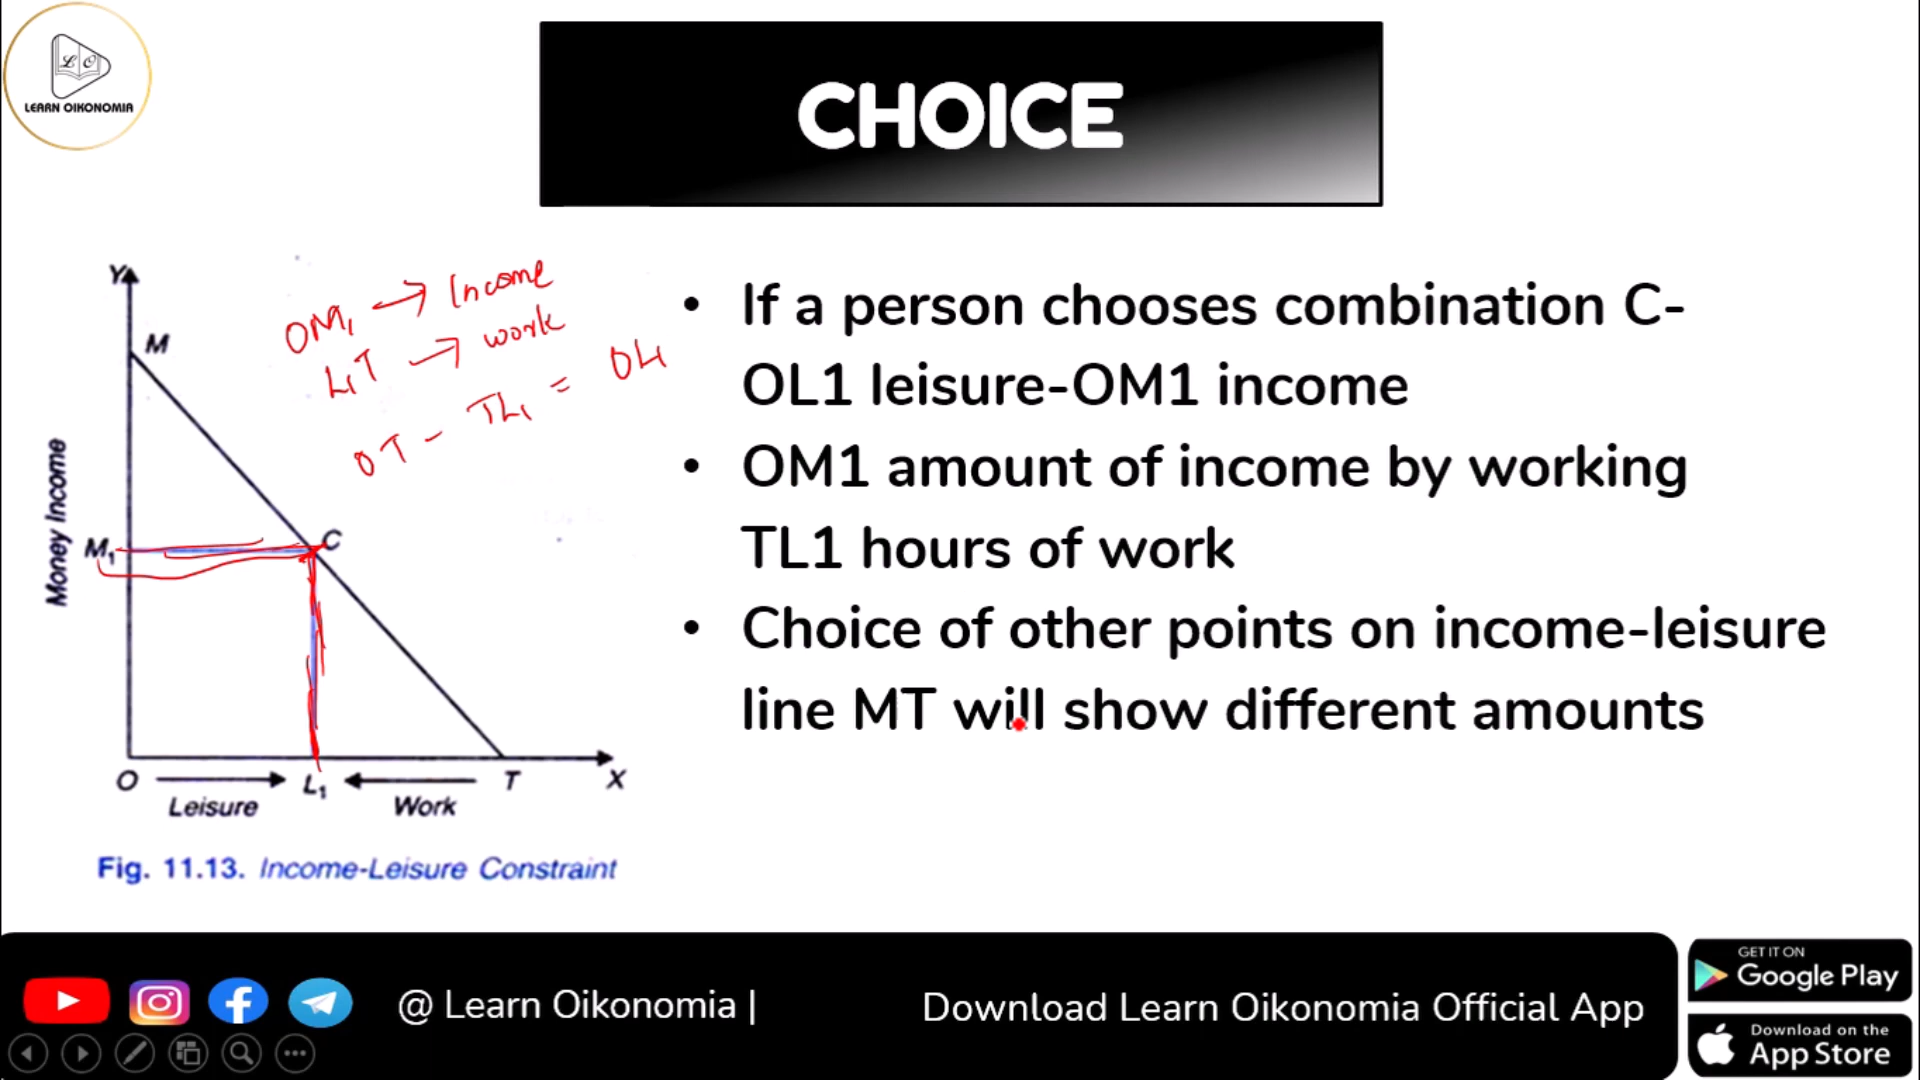 LO
LEARN OIKONOMIA
CHOICE
Y
M
Money Income
M1
C
O
L1
T
X
Leisure
Work
Fig. 11.13. Income-Leisure Constraint
OM1 → Income
L1T → work
OT - TL1 = OL1
• If a person chooses combination C-
OL1 leisure-OM1 income
• OM1 amount of income by working
TL1 hours of work
• Choice of other points on income-leisure
line MT will show different amounts
@ Learn Oikonomia |
Download Learn Oikonomia Official App
GET IT ON
Google Play
Download on the
App Store